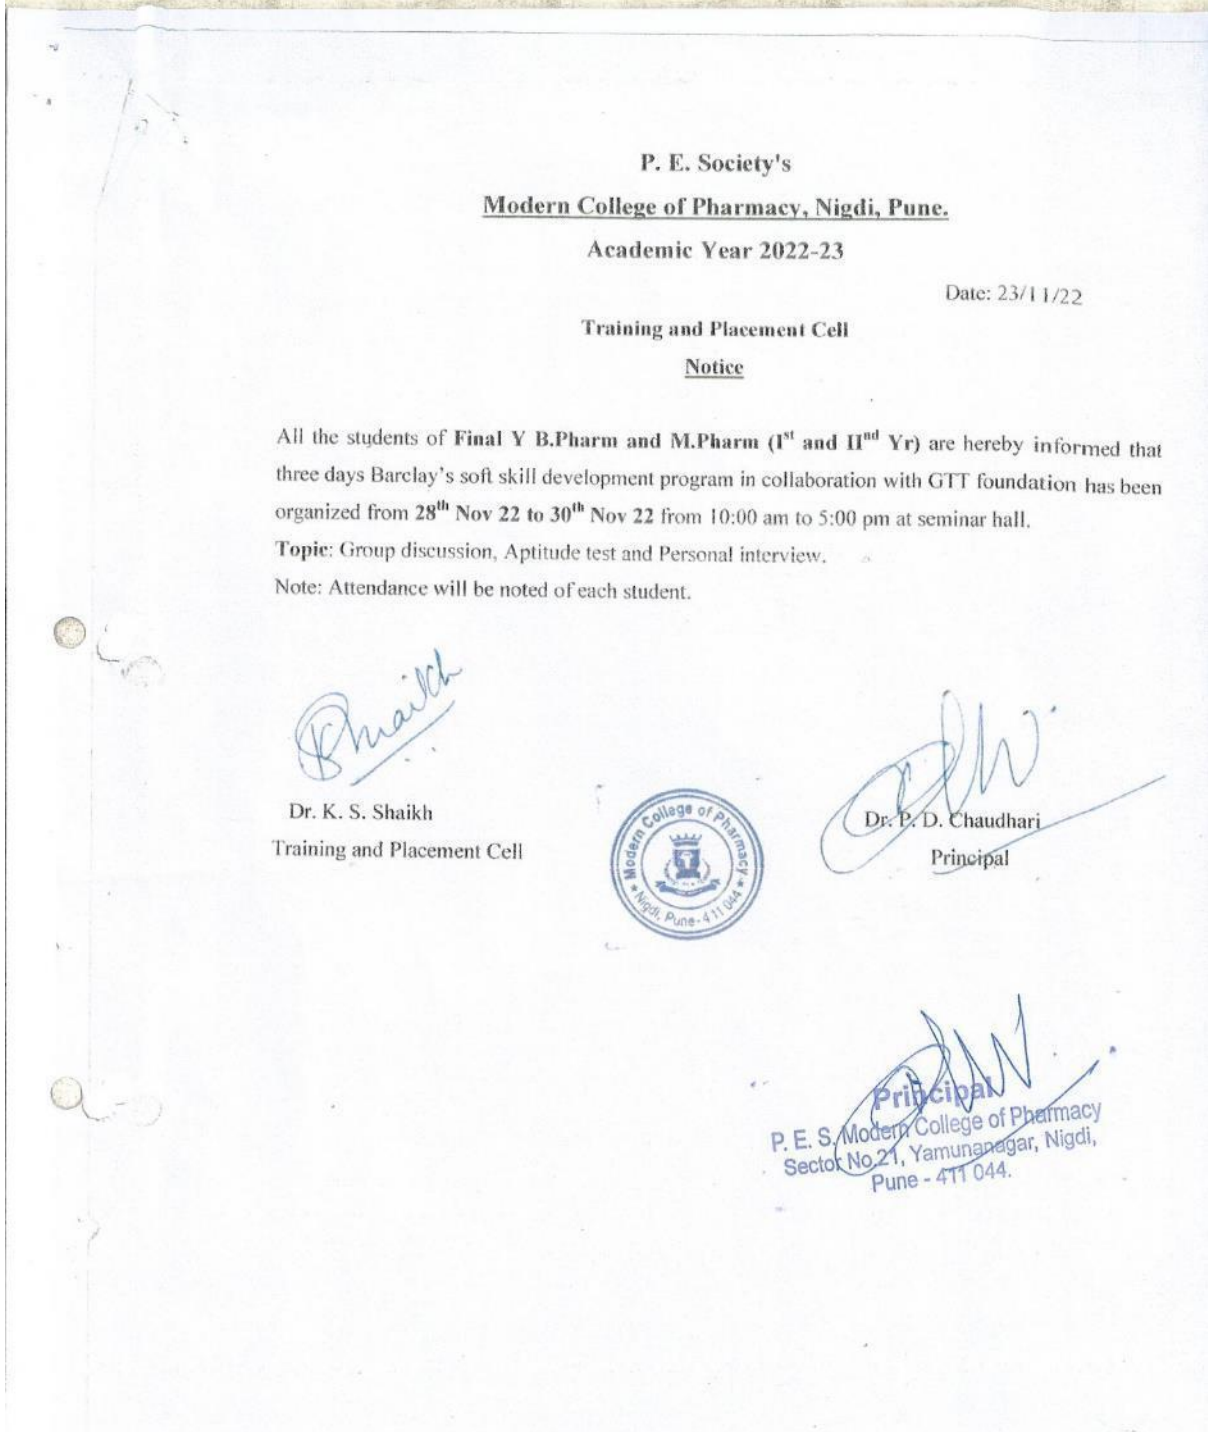 P. E. Society's
Modern College of Pharmacy, Nigdi, Pune.
Academic Year 2022-23
Date: 23/11/22
Training and Placement Cell
Notice
All the students of Final Y B.Pharm and M.Pharm (Ist and IInd Yr) are hereby informed that
three days Barclay's soft skill development program in collaboration with GTT foundation has been
organized from 28th Nov 22 to 30th Nov 22 from 10:00 am to 5:00 pm at seminar hall.
Topic: Group discussion, Aptitude test and Personal interview.
Note: Attendance will be noted of each student.
Shaikh
Dr. K. S. Shaikh
Training and Placement Cell
Modern College of Pharmacy
Nigdi, Pune-411 044
Dr. P. D. Chaudhari
Principal
Principal
P. E. S. Modern College of Pharmacy
Sector No.21, Yamunanagar, Nigdi,
Pune - 411 044.